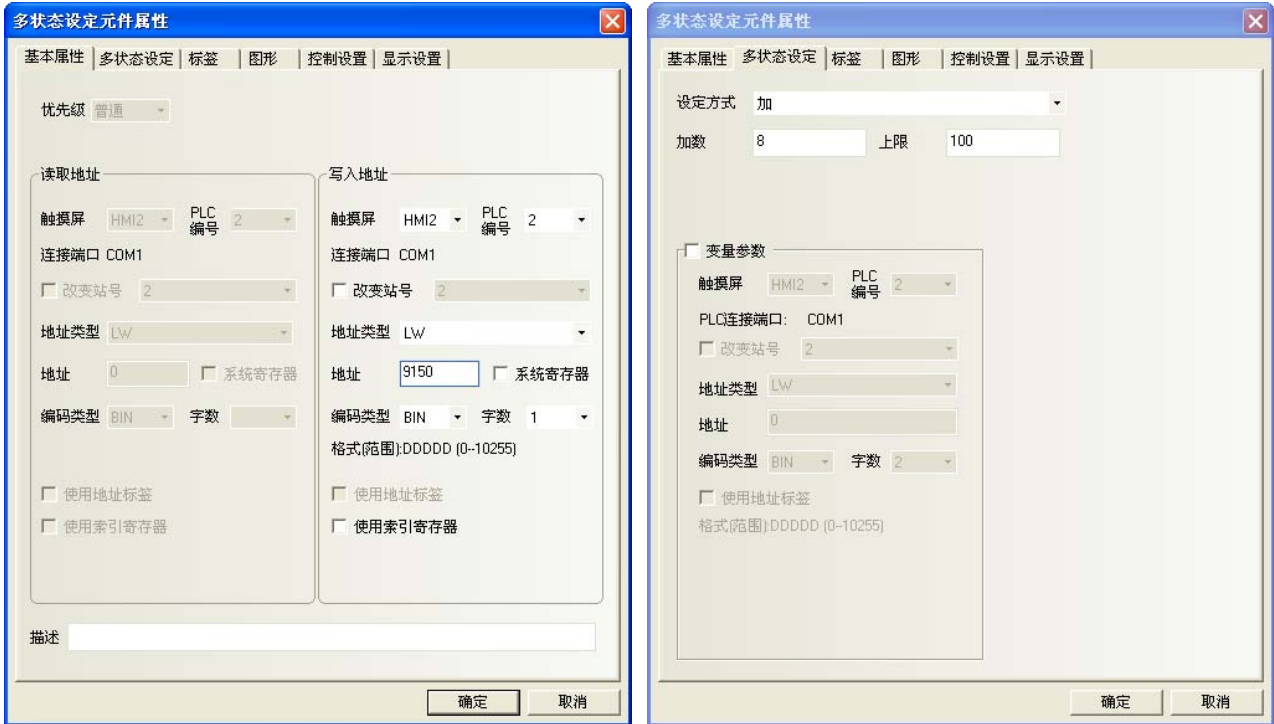 多状态设定元件属性
基本属性 多状态设定 标签 图形 控制设置 显示设置
优先级 普通
读取地址
触摸屏 HMI2 PLC编号 2
连接端口 COM1
改变站号 2
地址类型 LW
地址 0 系统寄存器
编码类型 BIN 字数
使用地址标签
使用索引寄存器
写入地址
触摸屏 HMI2 PLC编号 2
连接端口 COM1
改变站号 2
地址类型 LW
地址 9150 系统寄存器
编码类型 BIN 字数 1
格式(范围):DDDDD (0--10255)
使用地址标签
使用索引寄存器
描述
确定 取消
多状态设定元件属性
基本属性 多状态设定 标签 图形 控制设置 显示设置
设定方式 加
加数 8 上限 100
变量参数
触摸屏 HMI2 PLC编号 2
PLC连接端口: COM1
改变站号 2
地址类型 LW
地址 0
编码类型 BIN 字数 2
使用地址标签
格式(范围):DDDDD (0--10255)
确定 取消